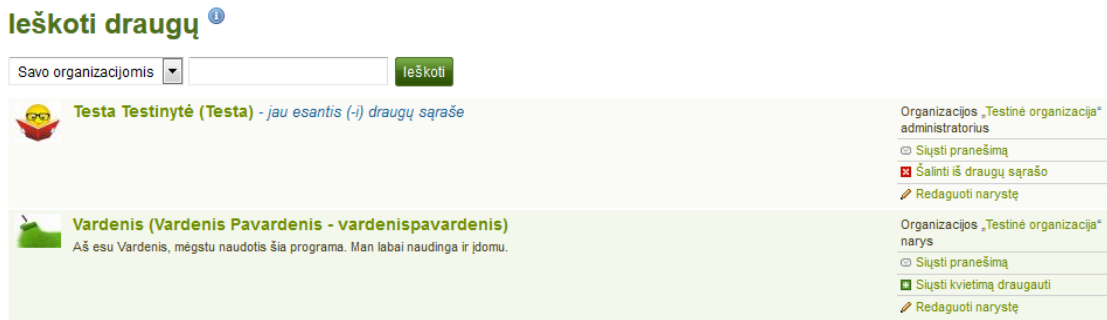 Ieškoti draugų
Savo organizacijomis
Ieškoti
Testa Testinytė (Testa) - jau esantis (-i) draugų sąraše
Organizacijos „Testinė organizacija“
administratorius
Siųsti pranešimą
Šalinti iš draugų sąrašo
Redaguoti narystę
Vardenis (Vardenis Pavardenis - vardenispavardenis)
Aš esu Vardenis, mėgstu naudotis šia programa. Man labai naudinga ir įdomu.
Organizacijos „Testinė organizacija“
narys
Siųsti pranešimą
Siųsti kvietimą draugauti
Redaguoti narystę